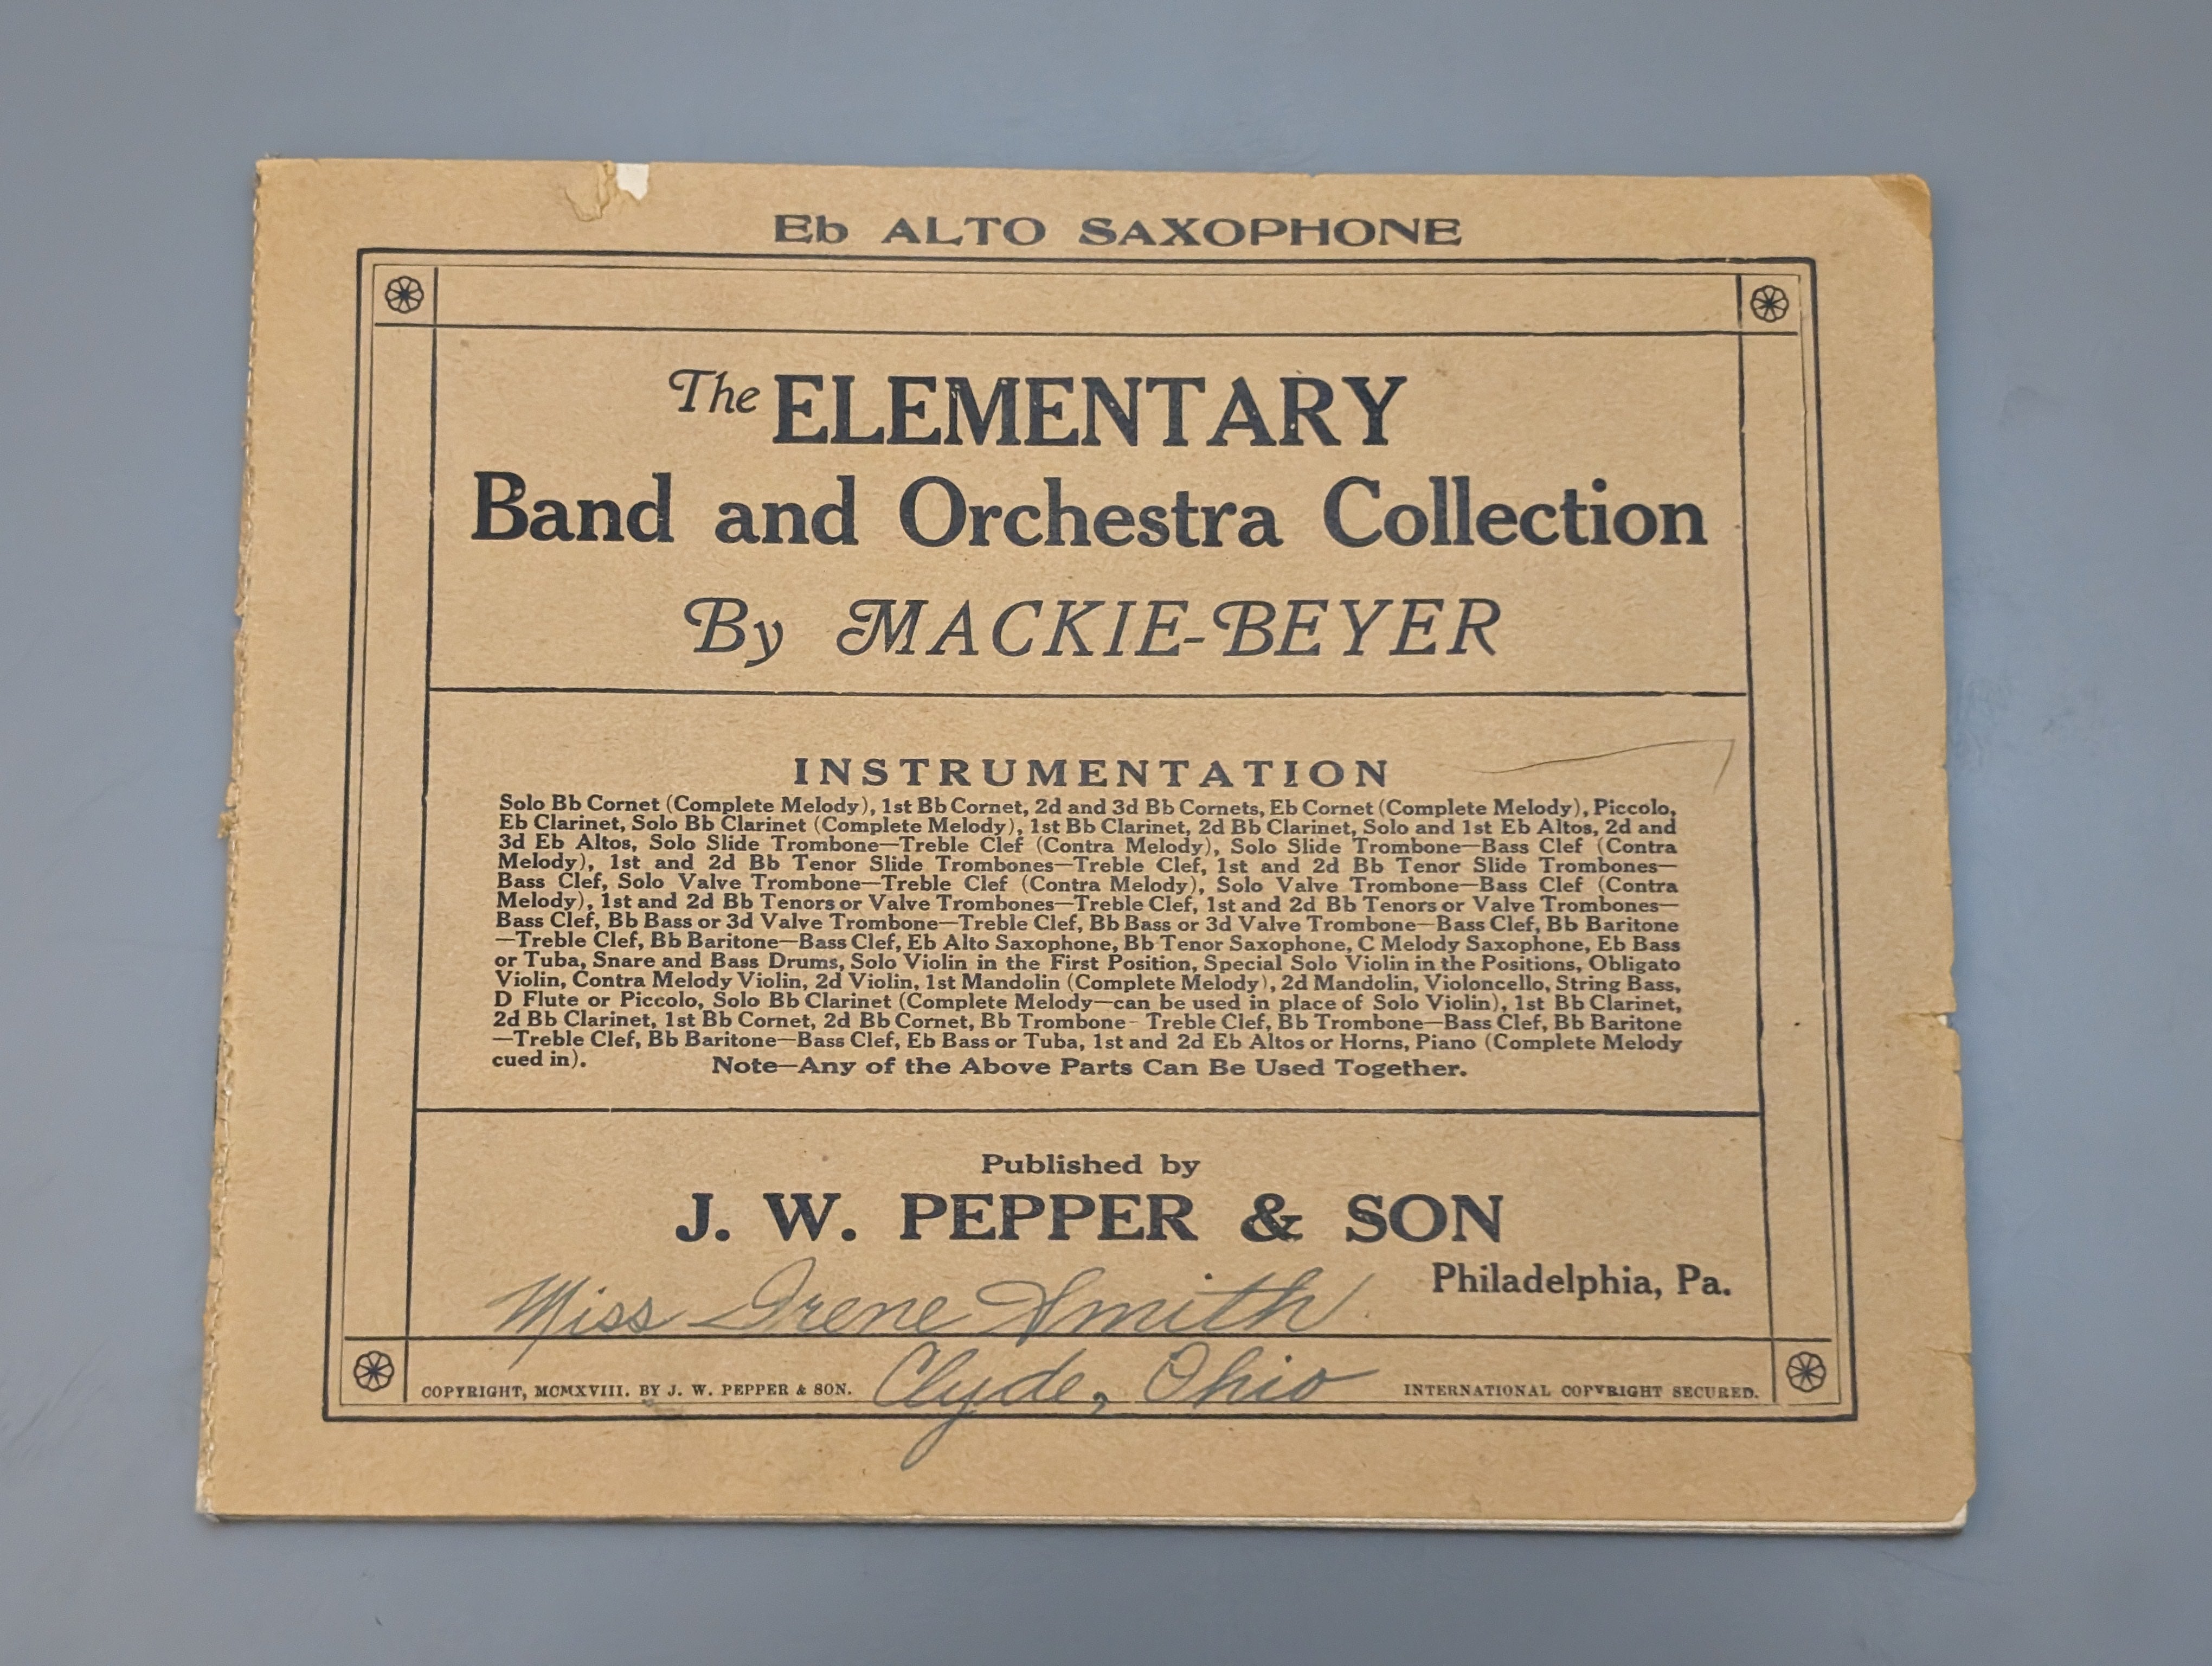 Eb ALTO SAXOPHONE
The ELEMENTARY
Band and Orchestra Collection
By MACKIE-BEYER
INSTRUMENTATION
Solo Bb Cornet (Complete Melody), 1st Bb Cornet, 2d and 3d Bb Cornets, Eb Cornet (Complete Melody), Piccolo,
Eb Clarinet, Solo Bb Clarinet (Complete Melody), 1st Bb Clarinet, 2d Bb Clarinet, Solo and 1st Eb Altos, 2d and
3d Eb Altos, Solo Slide Trombone—Treble Clef (Contra Melody), Solo Slide Trombone—Bass Clef (Contra
Melody), 1st and 2d Bb Tenor Slide Trombones—Treble Clef, 1st and 2d Bb Tenor Slide Trombones—
Bass Clef, Solo Valve Trombone—Treble Clef (Contra Melody), Solo Valve Trombone—Bass Clef (Contra
Melody), 1st and 2d Bb Tenors or Valve Trombones—Treble Clef, 1st and 2d Bb Tenors or Valve Trombones—
Bass Clef, Bb Bass or 3d Valve Trombone—Treble Clef, Bb Bass or 3d Valve Trombone—Bass Clef, Bb Baritone
—Treble Clef, Bb Baritone—Bass Clef, Eb Alto Saxophone, Bb Tenor Saxophone, C Melody Saxophone, Eb Bass
or Tuba, Snare and Bass Drums, Solo Violin in the First Position, Special Solo Violin in the Positions, Obligato
Violin, Contra Melody Violin, 2d Violin, 1st Mandolin (Complete Melody), 2d Mandolin, Violoncello, String Bass,
D Flute or Piccolo, Solo Bb Clarinet (Complete Melody—can be used in place of Solo Violin), 1st Bb Clarinet,
2d Bb Clarinet, 1st Bb Cornet, 2d Bb Cornet, Bb Trombone—Treble Clef, Bb Trombone—Bass Clef, Bb Baritone
—Treble Clef, Bb Baritone—Bass Clef, Eb Bass or Tuba, 1st and 2d Eb Altos or Horns, Piano (Complete Melody
cued in). Note—Any of the Above Parts Can Be Used Together.
Published by
J. W. PEPPER & SON
Philadelphia, Pa.
Miss Irene Smith
Clyde, Ohio
COPYRIGHT, MCMXVIII. BY J. W. PEPPER & SON. INTERNATIONAL COPYRIGHT SECURED.